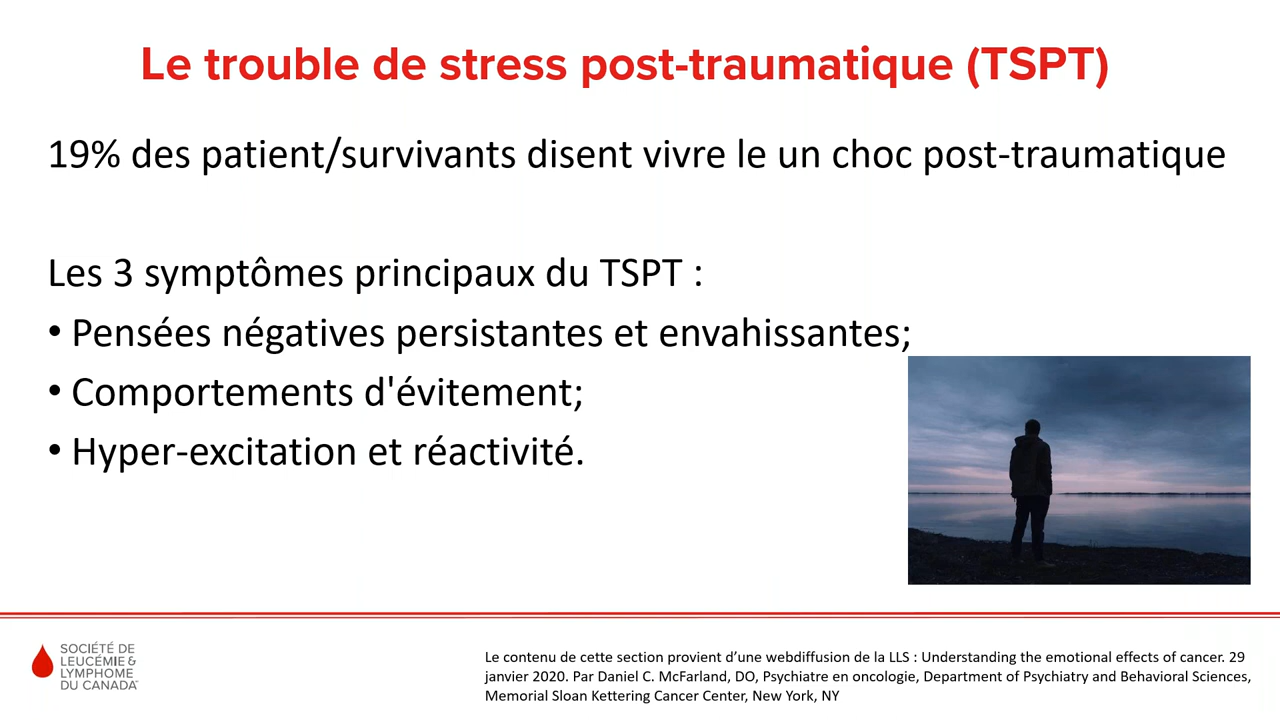 Le trouble de stress post-traumatique (TSPT)
19% des patient/survivants disent vivre le un choc post-traumatique
Les 3 symptômes principaux du TSPT :
• Pensées négatives persistantes et envahissantes;
• Comportements d'évitement;
• Hyper-excitation et réactivité.
SOCIÉTÉ DE
LEUCÉMIE &
LYMPHOME
DU CANADA
Le contenu de cette section provient d’une webdiffusion de la LLS : Understanding the emotional effects of cancer. 29
janvier 2020. Par Daniel C. McFarland, DO, Psychiatre en oncologie, Department of Psychiatry and Behavioral Sciences,
Memorial Sloan Kettering Cancer Center, New York, NY